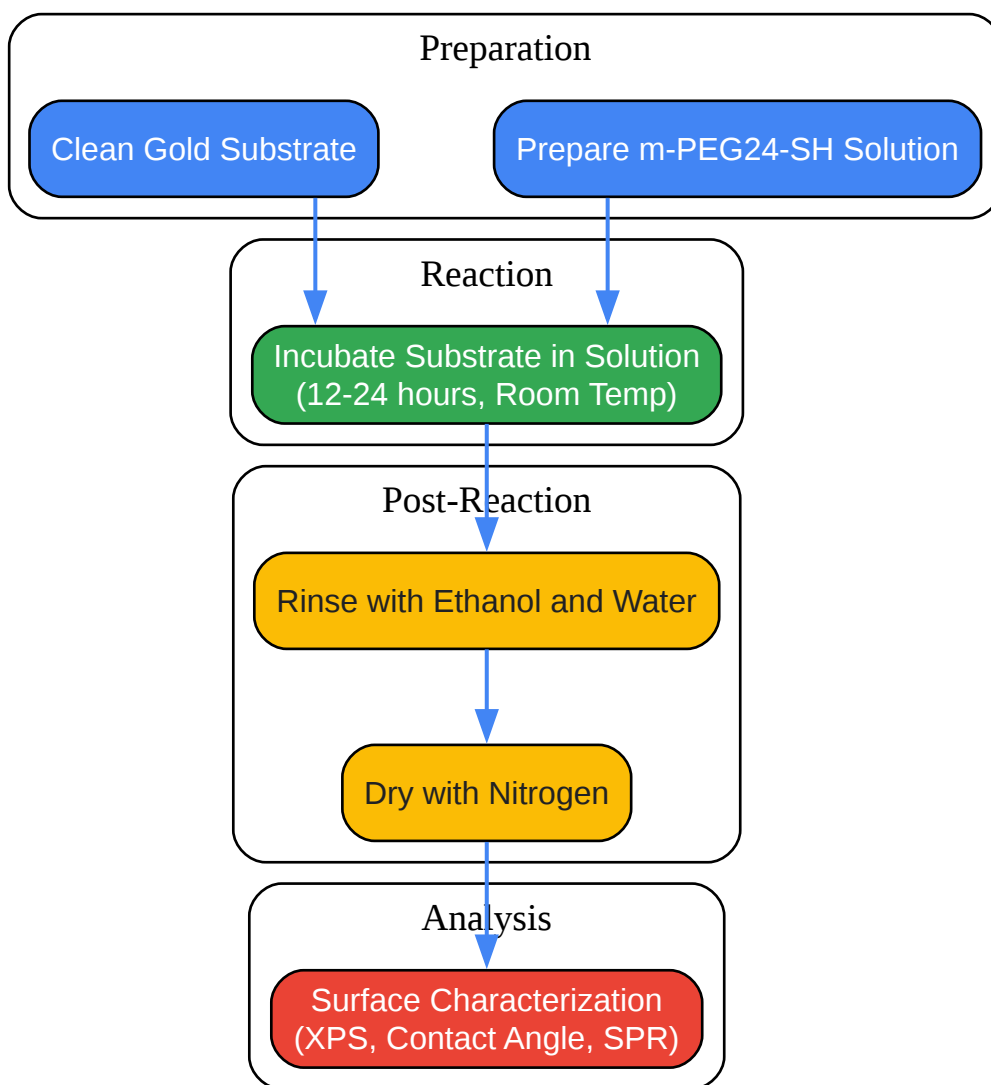 Preparation
Clean Gold Substrate
Prepare m-PEG24-SH Solution
Reaction
Incubate Substrate in Solution
(12-24 hours, Room Temp)
Post-Reaction
Rinse with Ethanol and Water
Dry with Nitrogen
Analysis
Surface Characterization
(XPS, Contact Angle, SPR)